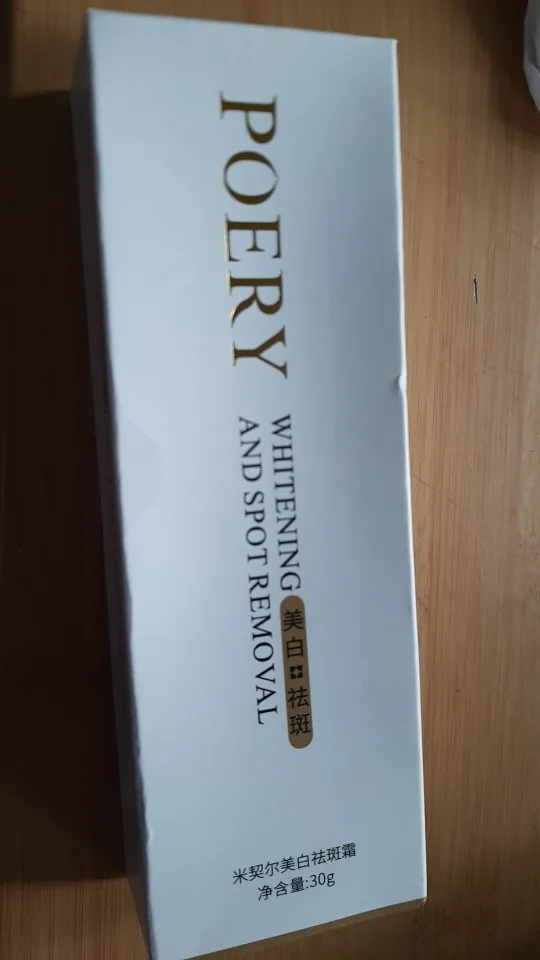 POERY
WHITENING
AND SPOT REMOVAL
美白祛斑
米契尔美白祛斑霜
净含量:30g